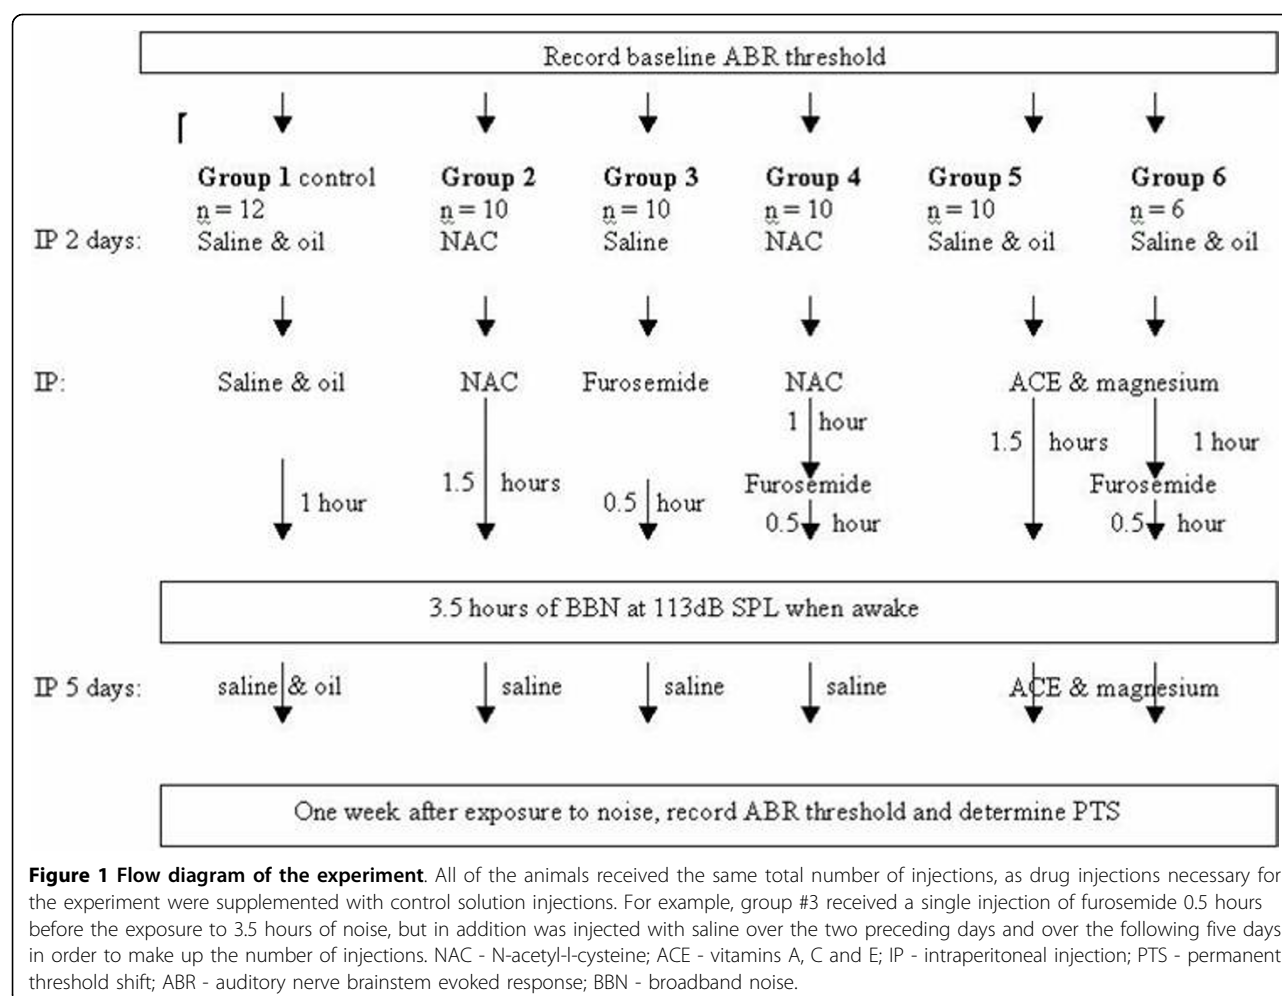 Record baseline ABR threshold
Group 1 control Group 2 Group 3 Group 4 Group 5 Group 6
n = 12 n = 10 n = 10 n = 10 n = 10 n = 6
IP 2 days: Saline & oil NAC Saline NAC Saline & oil Saline & oil
IP: Saline & oil NAC Furosemide NAC ACE & magnesium
1 hour 1.5 hours 1 hour
1.5 hours Furosemide Furosemide
1 hour 0.5 hour 0.5 hour 0.5 hour
3.5 hours of BBN at 113dB SPL when awake
IP 5 days: saline & oil saline saline saline ACE & magnesium
One week after exposure to noise, record ABR threshold and determine PTS
Figure 1 Flow diagram of the experiment. All of the animals received the same total number of injections, as drug injections necessary for
the experiment were supplemented with control solution injections. For example, group #3 received a single injection of furosemide 0.5 hours
before the exposure to 3.5 hours of noise, but in addition was injected with saline over the two preceding days and over the following five days
in order to make up the number of injections. NAC - N-acetyl-l-cysteine; ACE - vitamins A, C and E; IP - intraperitoneal injection; PTS - permanent
threshold shift; ABR - auditory nerve brainstem evoked response; BBN - broadband noise.